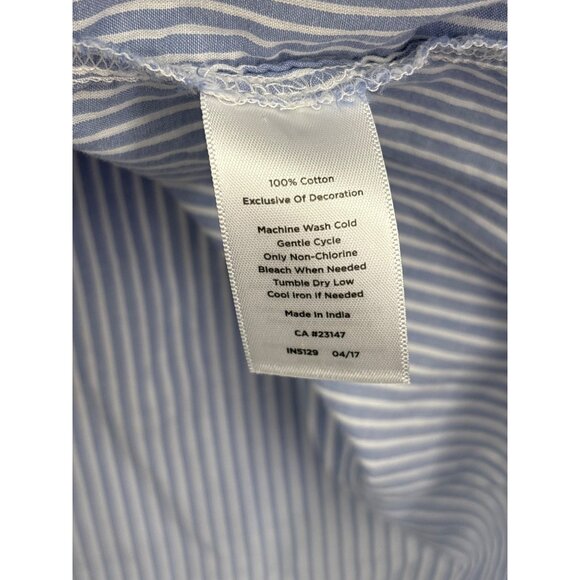 100% Cotton
Exclusive Of Decoration
Machine Wash Cold
Gentle Cycle
Only Non-Chlorine
Bleach When Needed
Tumble Dry Low
Cool Iron if Needed
Made in India
CA #23147
IN5129 04/17